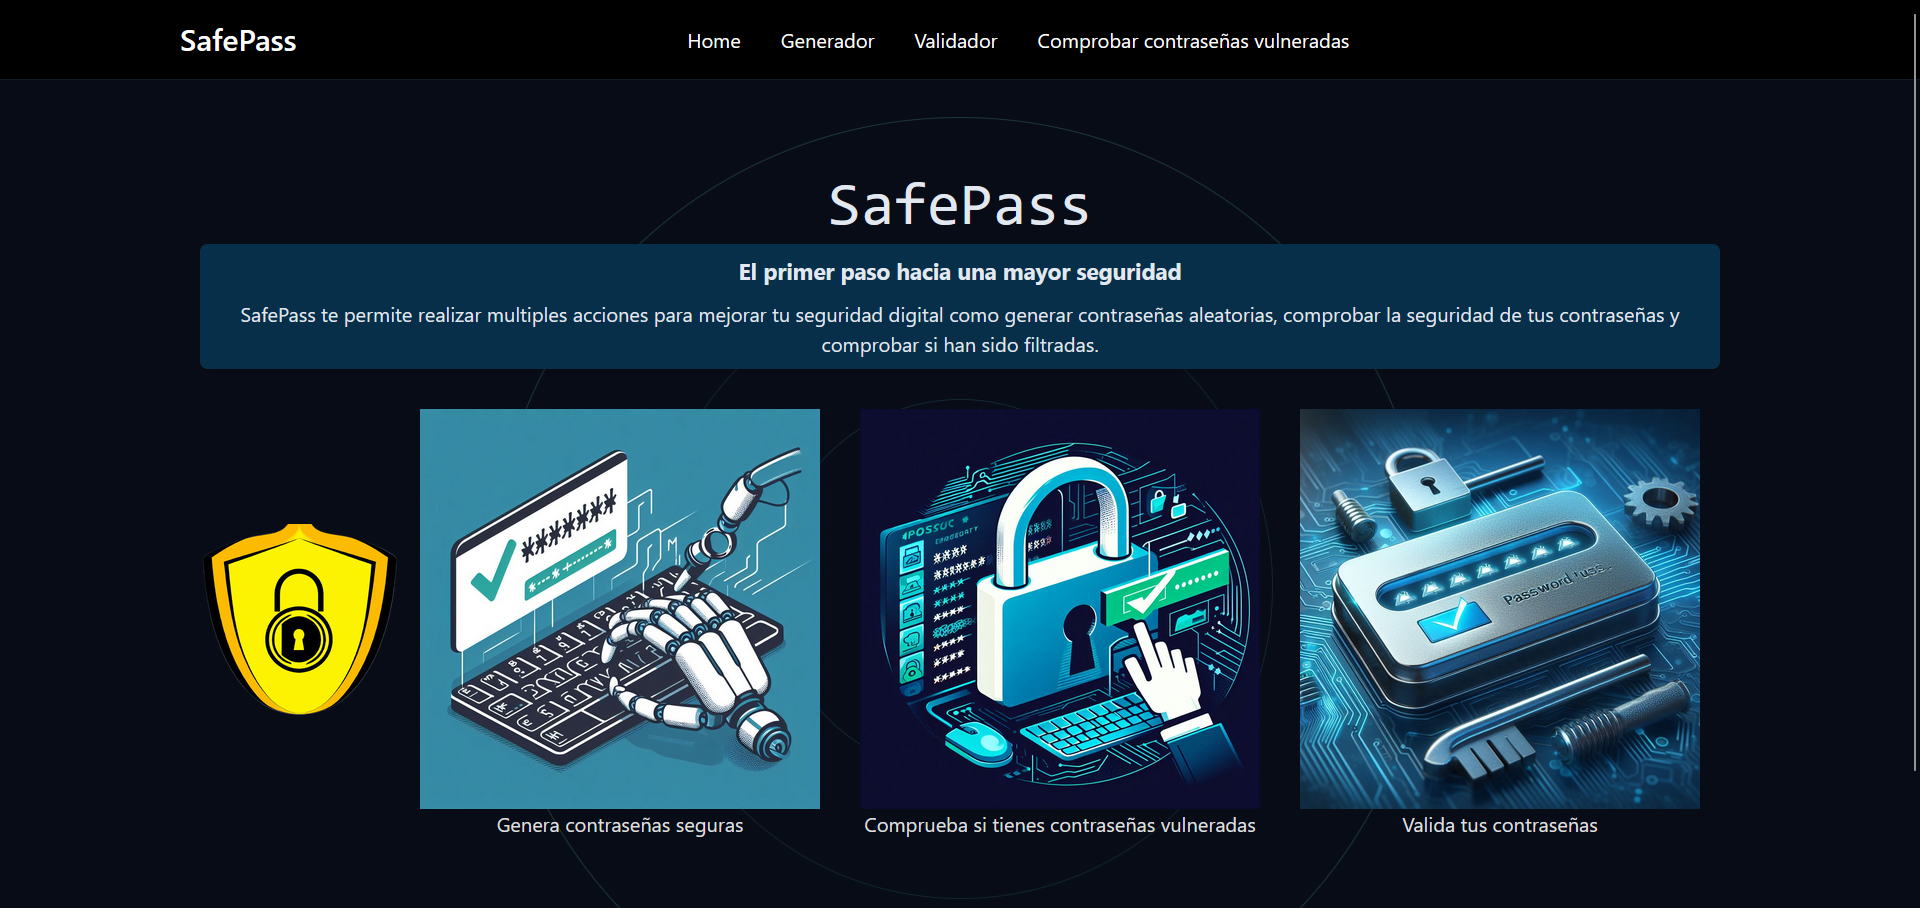 SafePass
Home Generador Validador Comprobar contraseñas vulneradas
SafePass
El primer paso hacia una mayor seguridad
SafePass te permite realizar multiples acciones para mejorar tu seguridad digital como generar contraseñas aleatorias, comprobar la seguridad de tus contraseñas y
comprobar si han sido filtradas.
*******
Password
Genera contraseñas seguras
Comprueba si tienes contraseñas vulneradas
Valida tus contraseñas